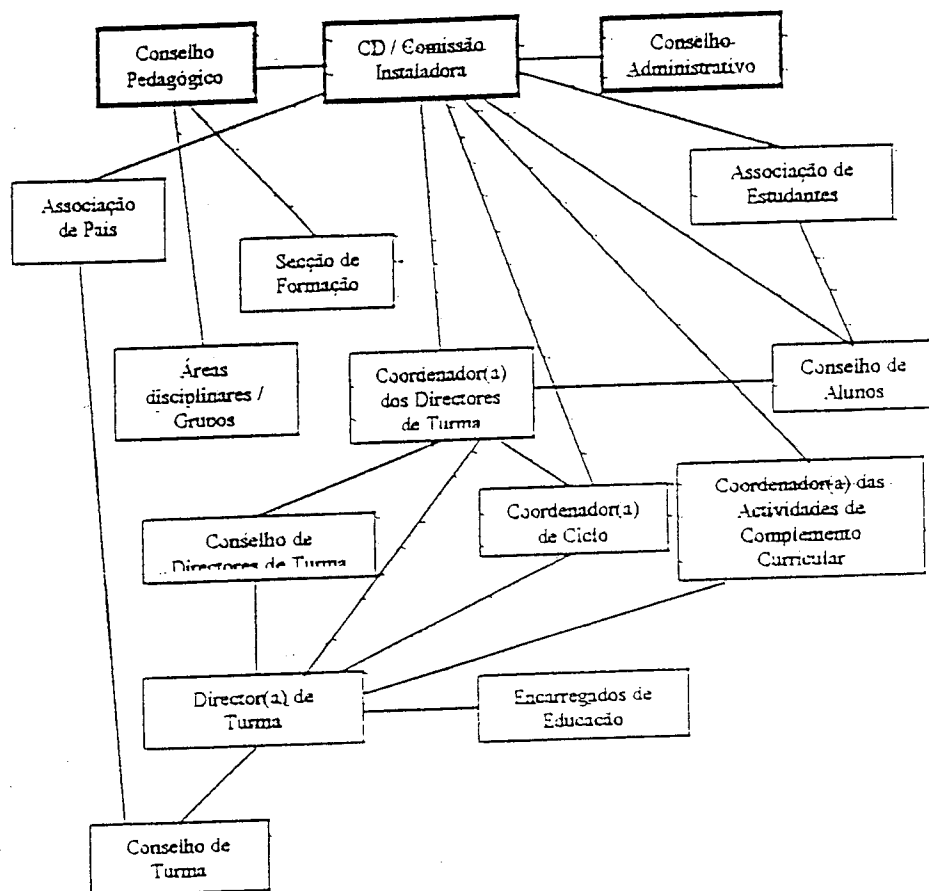 Conselho
Pedagógico
CD / Comissão
Instaladora
Conselho
Administrativo
Associação
de Pais
Associação de
Estudantes
Secção de
Formação
Áreas
disciplinares /
Grupos
Coordenador(a)
dos Directores
de Turma
Conselho de
Alunos
Conselho de
Directores de Turma
Coordenador(a)
de Ciclo
Coordenador(a) das
Actividades de
Complemento
Curricular
Director(a) de
Turma
Encarregados de
Educação
Conselho de
Turma